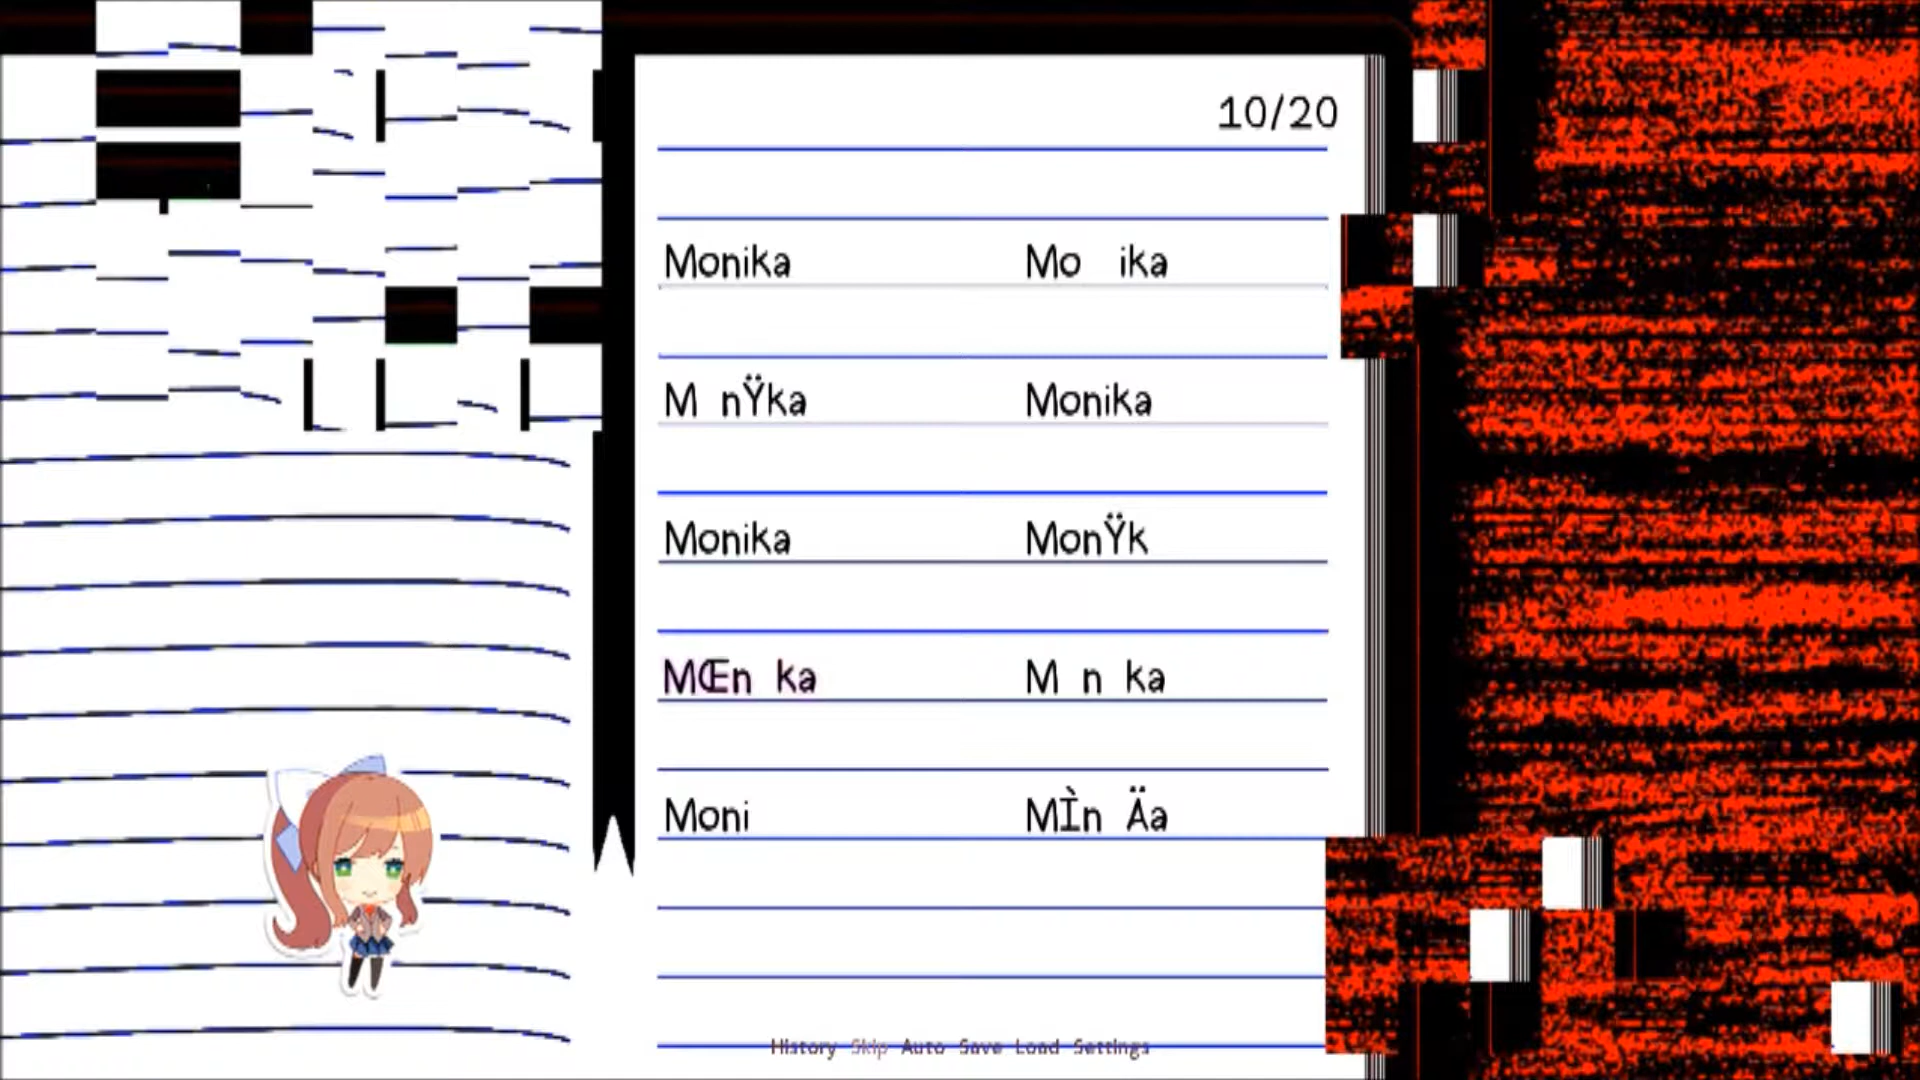 10/20
Monika Mo  ika
M nŸka Monika
Monika MonŸk
MŒn ka M n ka
Moni MÌn Äa
History Skip Auto Save Load Settings